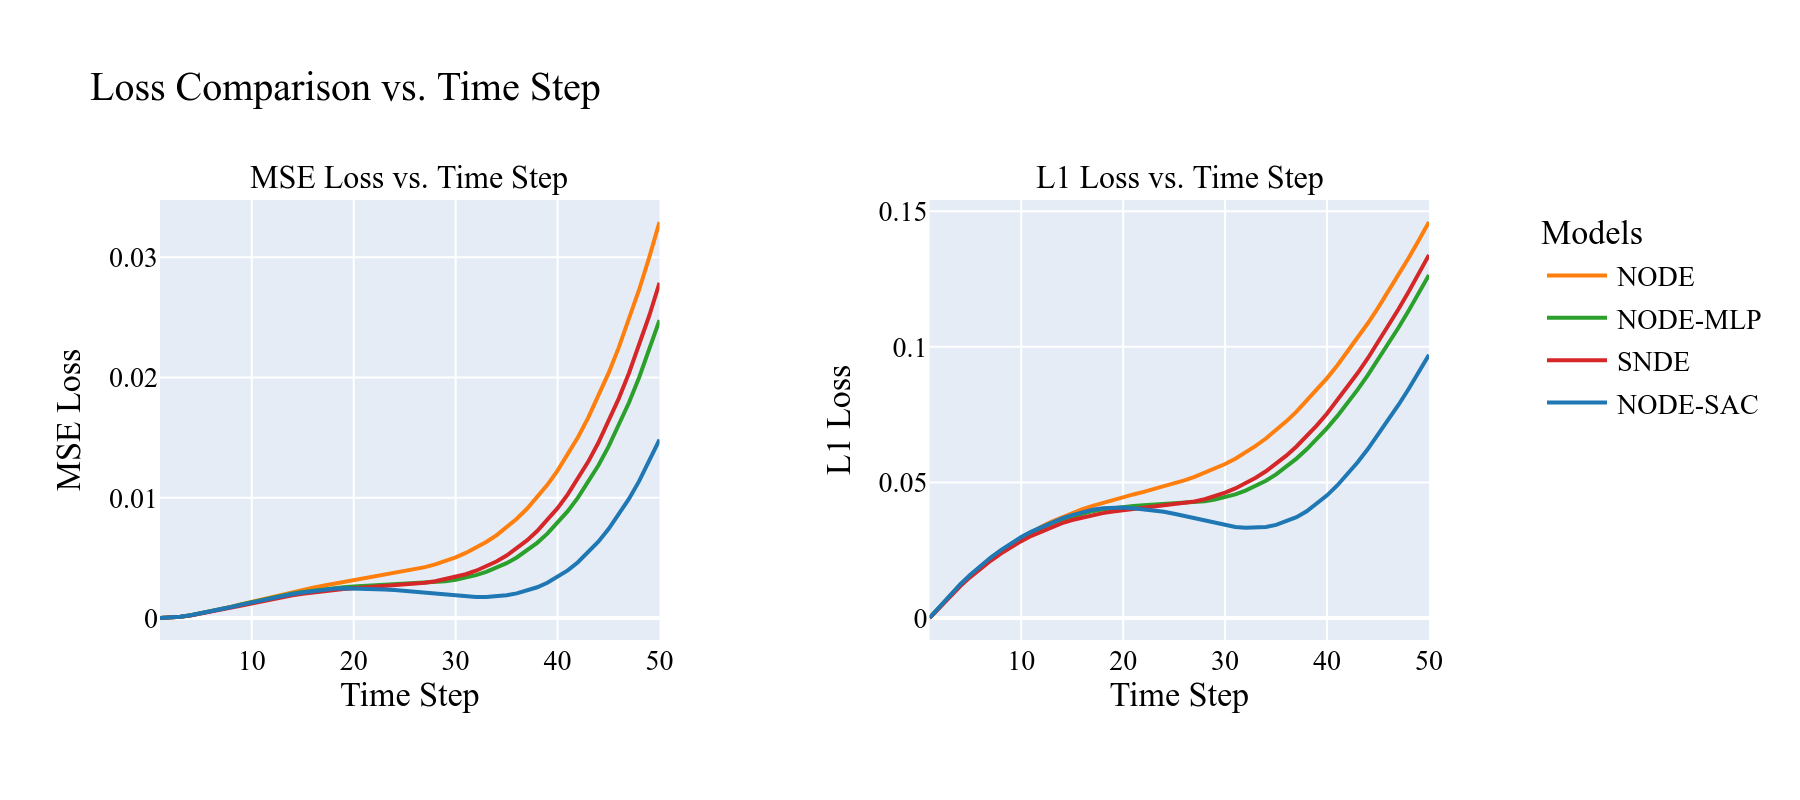 Loss Comparison vs. Time Step
MSE Loss vs. Time Step
MSE Loss
0.03
0.02
0.01
0
10 20 30 40 50
Time Step
L1 Loss vs. Time Step
L1 Loss
0.15
0.1
0.05
0
10 20 30 40 50
Time Step
Models
NODE
NODE-MLP
SNDE
NODE-SAC